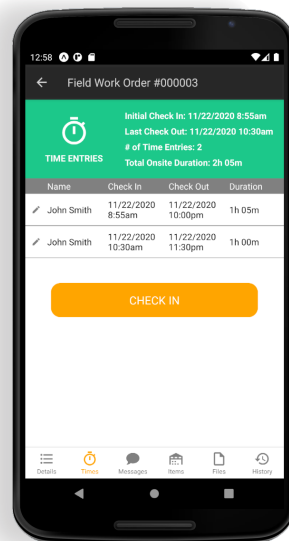 12:58
Field Work Order #000003
Initial Check In: 11/22/2020 8:55am
Last Check Out: 11/22/2020 10:30am
# of Time Entries: 2
Total Onsite Duration: 2h 05m
TIME ENTRIES
Name Check In Check Out Duration
John Smith 11/22/2020 8:55am 11/22/2020 10:00pm 1h 05m
John Smith 11/22/2020 10:30am 11/22/2020 11:30pm 1h 00m
CHECK IN
Details Times Messages Items Files History